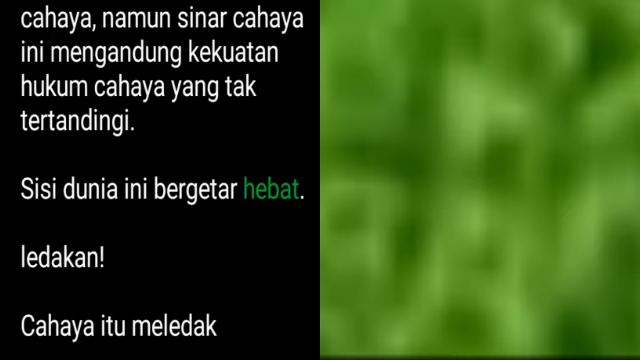 cahaya, namun sinar cahaya
ini mengandung kekuatan
hukum cahaya yang tak
tertandingi.
Sisi dunia ini bergetar hebat.
ledakan!
Cahaya itu meledak